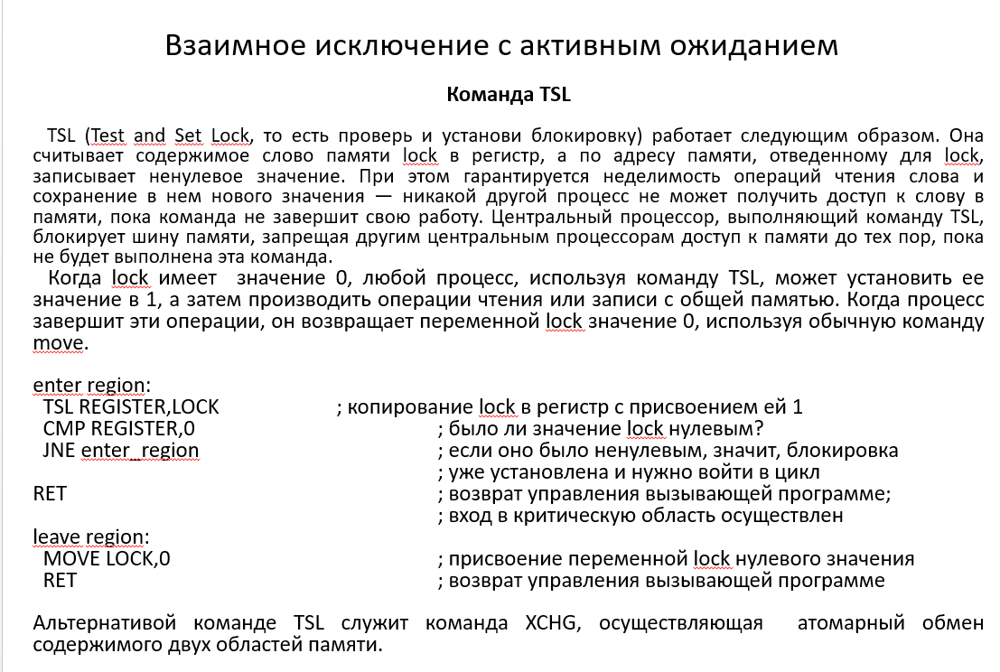 Взаимное исключение с активным ожиданием
Команда TSL
TSL (Test and Set Lock, то есть проверь и установи блокировку) работает следующим образом. Она
считывает содержимое слово памяти lock в регистр, а по адресу памяти, отведенному для lock,
записывает ненулевое значение. При этом гарантируется неделимость операций чтения слова и
сохранение в нем нового значения — никакой другой процесс не может получить доступ к слову в
памяти, пока команда не завершит свою работу. Центральный процессор, выполняющий команду TSL,
блокирует шину памяти, запрещая другим центральным процессорам доступ к памяти до тех пор, пока
не будет выполнена эта команда.
Когда lock имеет  значение 0, любой процесс, используя команду TSL, может установить ее
значение в 1, а затем производить операции чтения или записи с общей памятью. Когда процесс
завершит эти операции, он возвращает переменной lock значение 0, используя обычную команду
move.
enter region:
TSL REGISTER,LOCK ; копирование lock в регистр с присвоением ей 1
CMP REGISTER,0 ; было ли значение lock нулевым?
JNE enter_region ; если оно было ненулевым, значит, блокировка
; уже установлена и нужно войти в цикл
RET ; возврат управления вызывающей программе;
; вход в критическую область осуществлен
leave region:
MOVE LOCK,0 ; присвоение переменной lock нулевого значения
RET ; возврат управления вызывающей программе
Альтернативой команде TSL служит команда XCHG, осуществляющая  атомарный обмен
содержимого двух областей памяти.